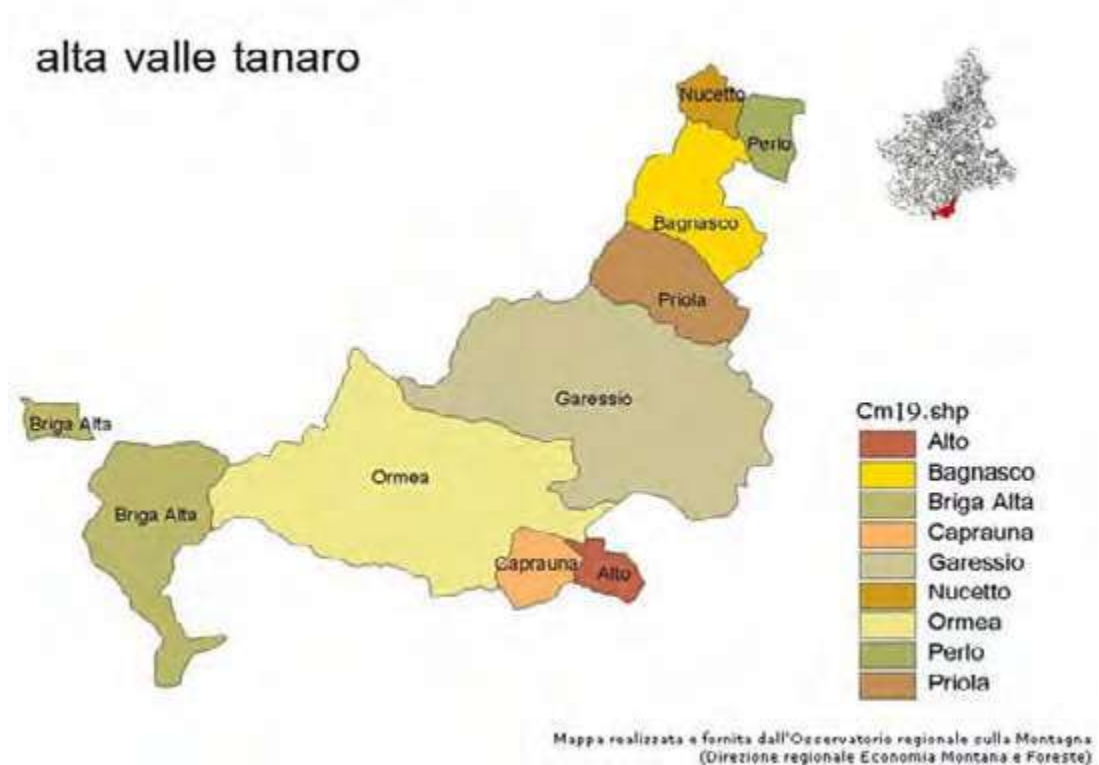 alta valle tanaro
Nucetto
Perlo
Bagnasco
Priola
Garessio
Briga Alta
Ormea
Briga Alta
Caprauna
Alto
Cm19.shp
Alto
Bagnasco
Briga Alta
Caprauna
Garessio
Nucetto
Ormea
Perlo
Priola
Mappa realizzata e fornita dall'Osservatorio regionale sulla Montagna
(Direzione regionale Economia Montana e Foreste)